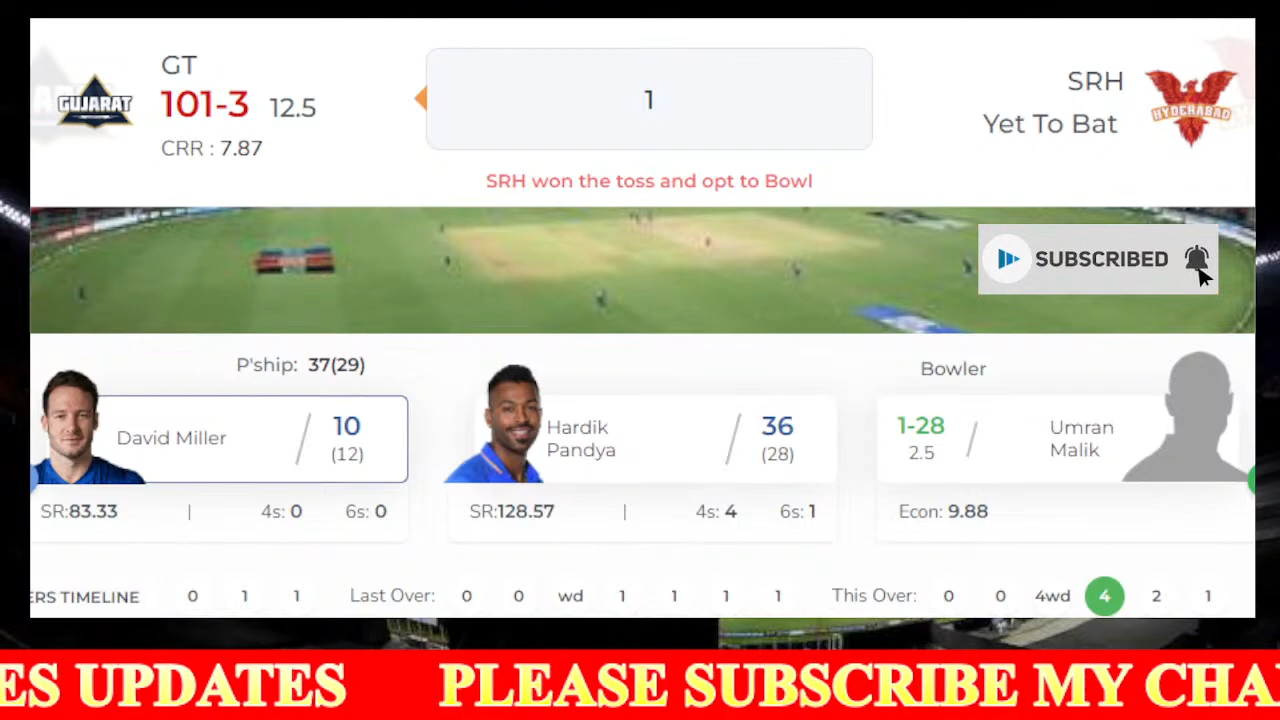 GT
101-3 12.5
CRR : 7.87
GUJARAT
1
SRH
Yet To Bat
HYDERABAD
SRH won the toss and opt to Bowl
SUBSCRIBED
P'ship: 37(29)
Bowler
David Miller
10
(12)
Hardik
Pandya
36
(28)
1-28
2.5
Umran
Malik
SR:83.33 | 4s: 0 6s: 0
SR:128.57 | 4s: 4 6s: 1
Econ: 9.88
ERS TIMELINE 0 1 1 Last Over: 0 0 wd 1 1 1 1 This Over: 0 0 4wd 4 2 1
ES UPDATES PLEASE SUBSCRIBE MY CHA